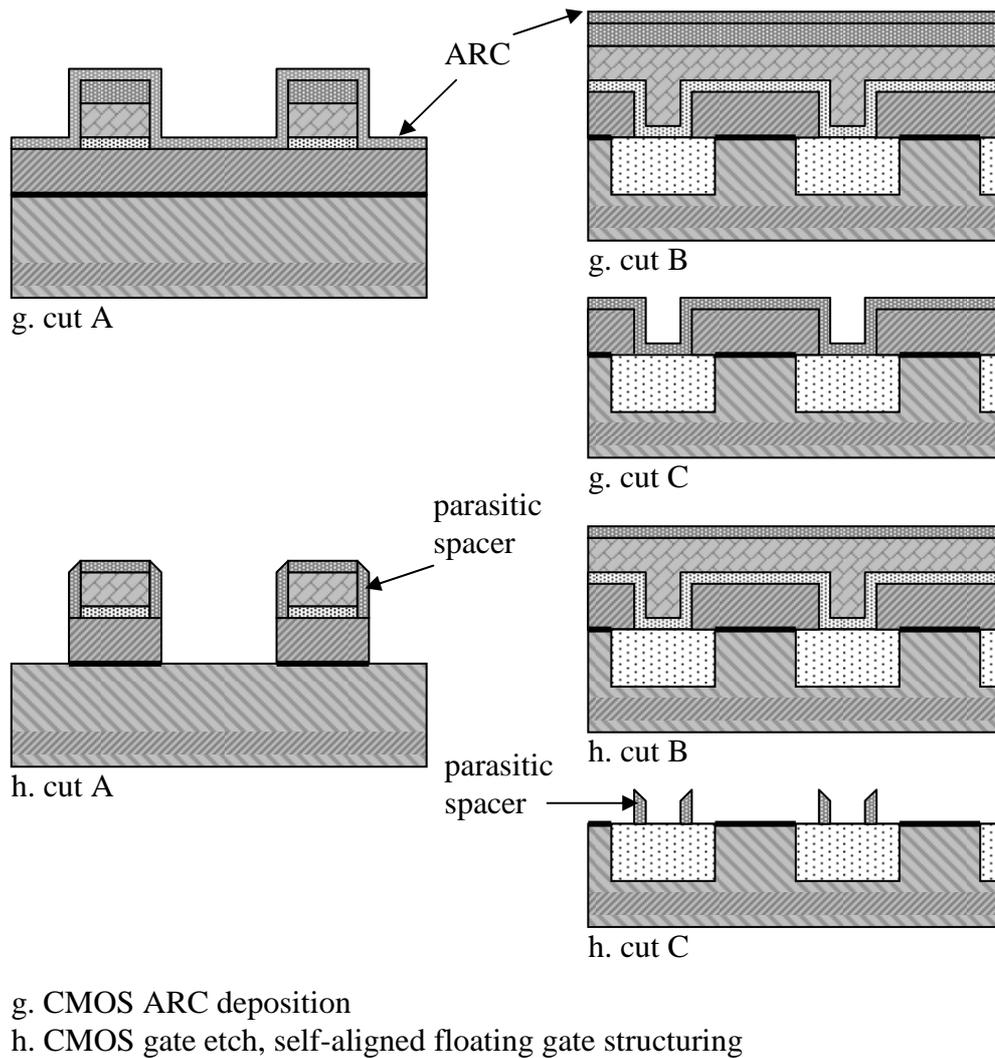 ARC
g. cut A
g. cut B
g. cut C
parasitic
spacer
h. cut A
h. cut B
parasitic
spacer
h. cut C
g. CMOS ARC deposition
h. CMOS gate etch, self-aligned floating gate structuring